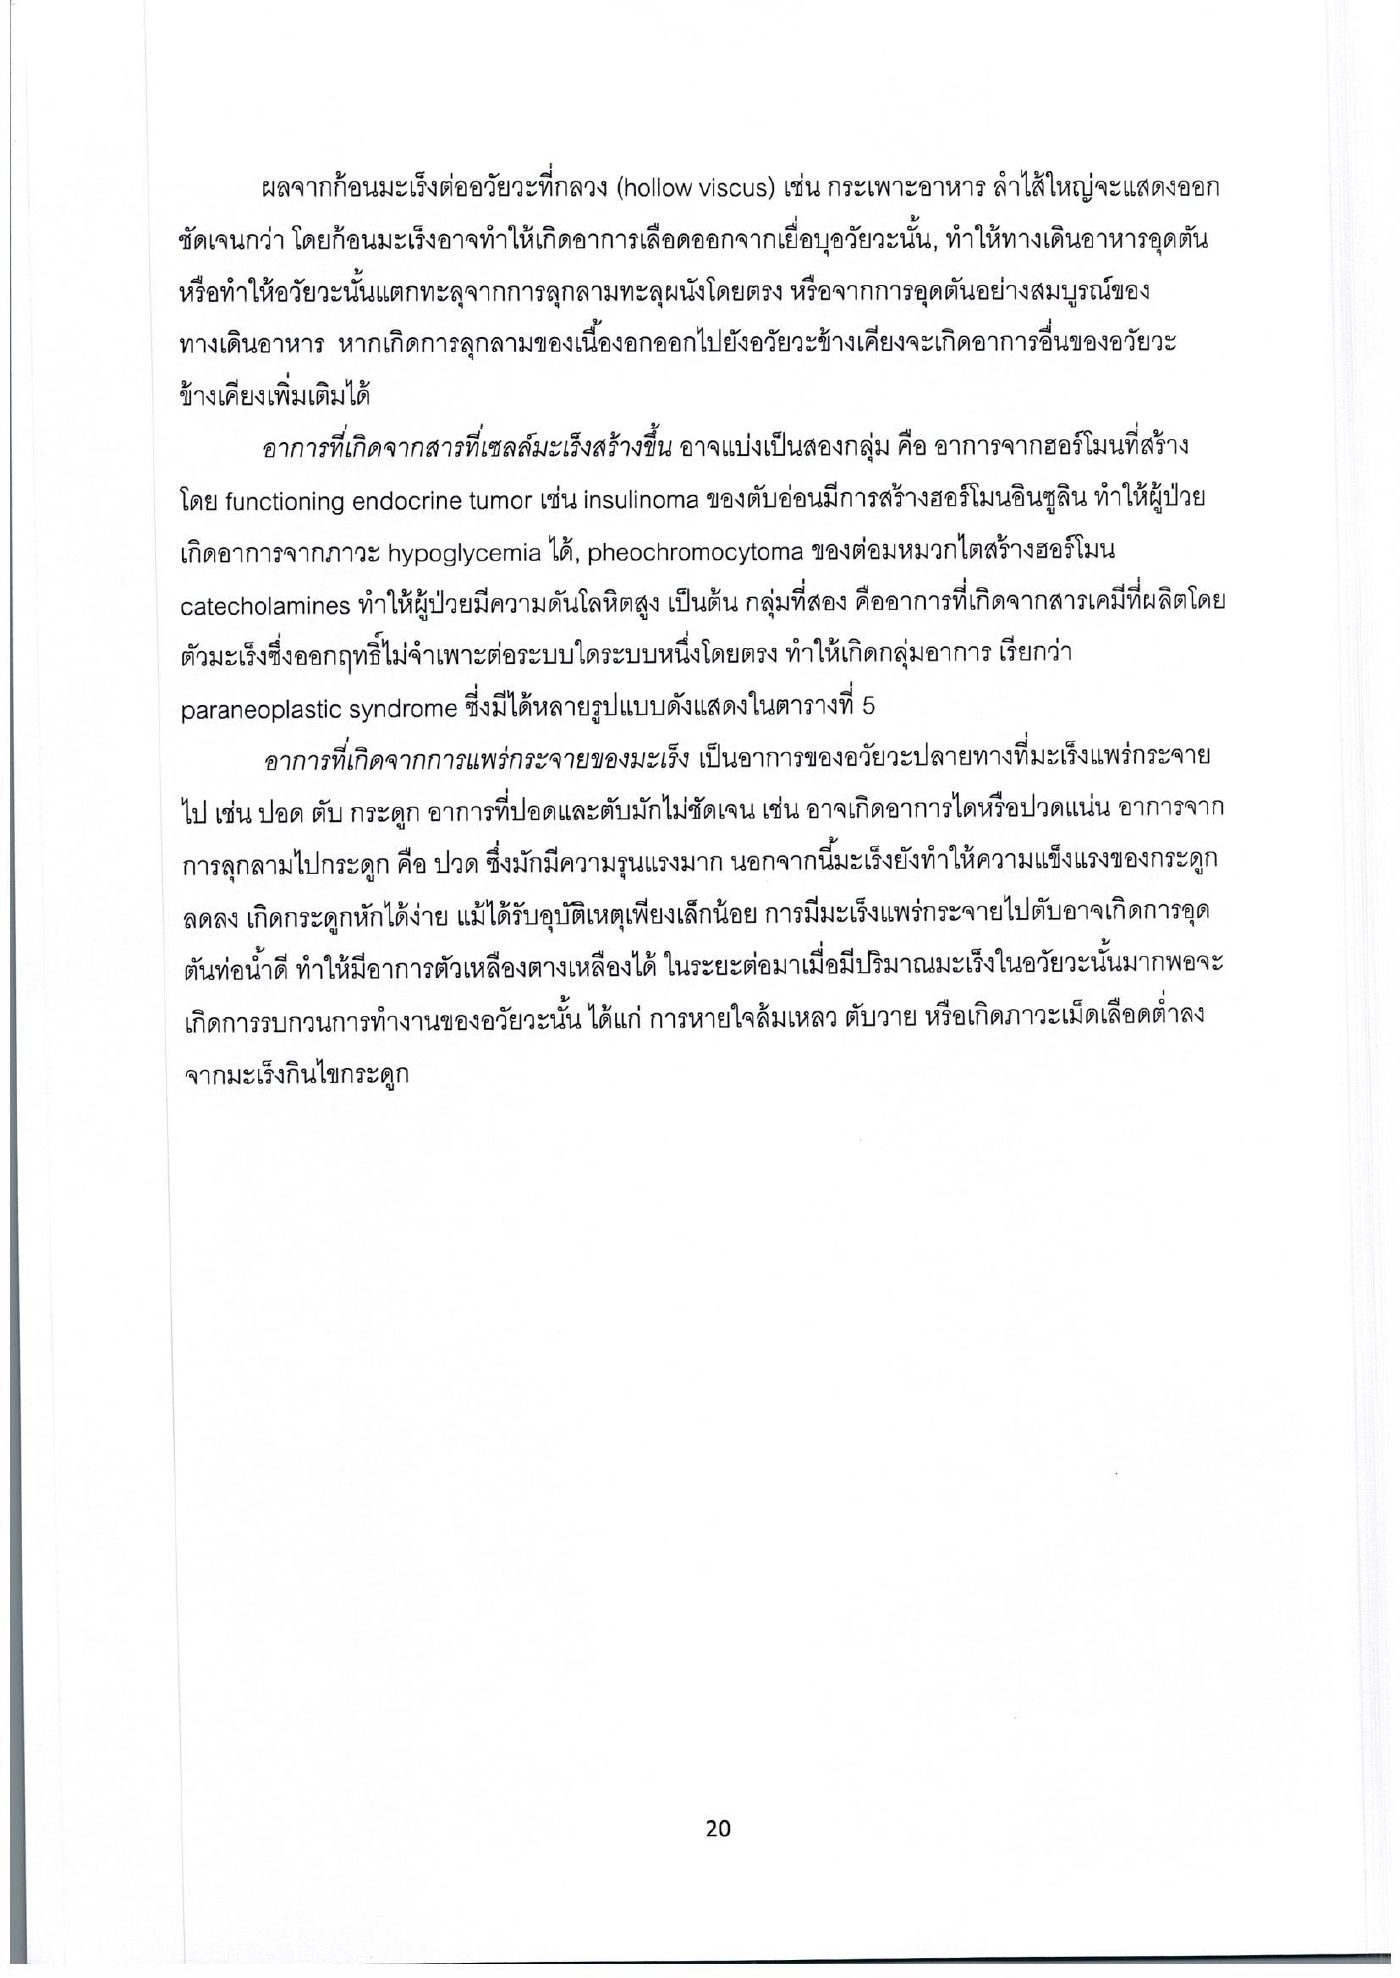 ผลจากก้อนมะเร็งต่ออวัยวะที่กลวง (hollow viscus) เช่น กระเพาะอาหาร ลำไส้ใหญ่จะแสดงออก
ชัดเจนกว่า โดยก้อนมะเร็งอาจทำให้เกิดอาการเลือดออกจากเยื่อบุอวัยวะนั้น, ทำให้ทางเดินอาหารอุดตัน
หรือทำให้อวัยวะนั้นแตกทะลุจากการลุกลามทะลุผนังโดยตรง หรือจากการอุดตันอย่างสมบูรณ์ของ
ทางเดินอาหาร หากเกิดการลุกลามของเนื้องอกออกไปยังอวัยวะข้างเคียงจะเกิดอาการอื่นของอวัยวะ
ข้างเคียงเพิ่มเติมได้
อาการที่เกิดจากสารที่เซลล์มะเร็งสร้างขึ้น อาจแบ่งเป็นสองกลุ่ม คือ อาการจากฮอร์โมนที่สร้าง
โดย functioning endocrine tumor เช่น insulinoma ของตับอ่อนมีการสร้างฮอร์โมนอินซูลิน ทำให้ผู้ป่วย
เกิดอาการจากภาวะ hypoglycemia ได้, pheochromocytoma ของต่อมหมวกไตสร้างฮอร์โมน
catecholamines ทำให้ผู้ป่วยมีความดันโลหิตสูง เป็นต้น กลุ่มที่สอง คืออาการที่เกิดจากสารเคมีที่ผลิตโดย
ตัวมะเร็งซึ่งออกฤทธิ์ไม่จำเพาะต่อระบบใดระบบหนึ่งโดยตรง ทำให้เกิดกลุ่มอาการ เรียกว่า
paraneoplastic syndrome ซึ่งมีได้หลายรูปแบบดังแสดงในตารางที่ 5
อาการที่เกิดจากการแพร่กระจายของมะเร็ง เป็นอาการของอวัยวะปลายทางที่มะเร็งแพร่กระจาย
ไป เช่น ปอด ตับ กระดูก อาการที่ปอดและตับมักไม่ชัดเจน เช่น อาจเกิดอาการไดหรือปวดแน่น อาการจาก
การลุกลามไปกระดูก คือ ปวด ซึ่งมักมีความรุนแรงมาก นอกจากนี้มะเร็งยังทำให้ความแข็งแรงของกระดูก
ลดลง เกิดกระดูกหักได้ง่าย แม้ได้รับอุบัติเหตุเพียงเล็กน้อย การมีมะเร็งแพร่กระจายไปตับอาจเกิดการอุด
ตันท่อน้ำดี ทำให้มีอาการตัวเหลืองตางเหลืองได้ ในระยะต่อมาเมื่อมีปริมาณมะเร็งในอวัยวะนั้นมากพอจะ
เกิดการรบกวนการทำงานของอวัยวะนั้น ได้แก่ การหายใจล้มเหลว ตับวาย หรือเกิดภาวะเม็ดเลือดต่ำลง
จากมะเร็งกินไขกระดูก
20